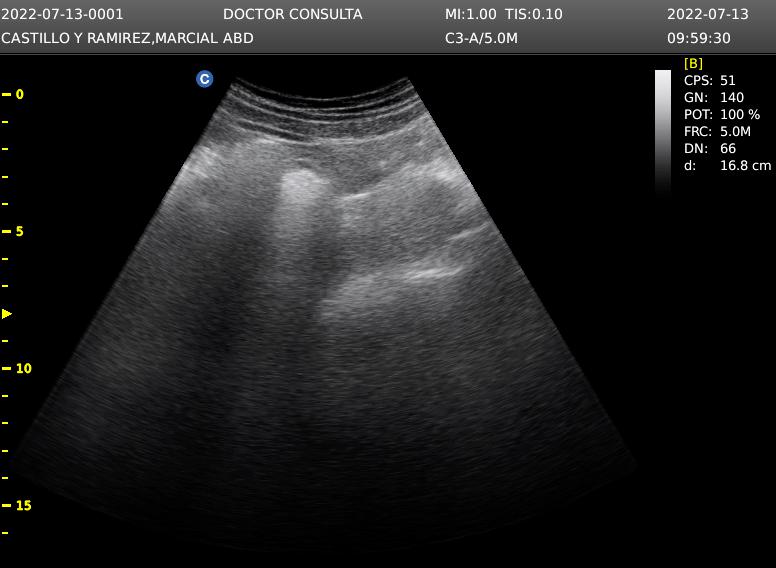 2022-07-13-0001 DOCTOR CONSULTA MI:1.00 TIS:0.10 2022-07-13
CASTILLO Y RAMIREZ,MARCIAL ABD C3-A/5.0M 09:59:30
C
[B]
CPS: 51
GN: 140
POT: 100 %
FRC: 5.0M
DN: 66
d: 16.8 cm
0
5
10
15